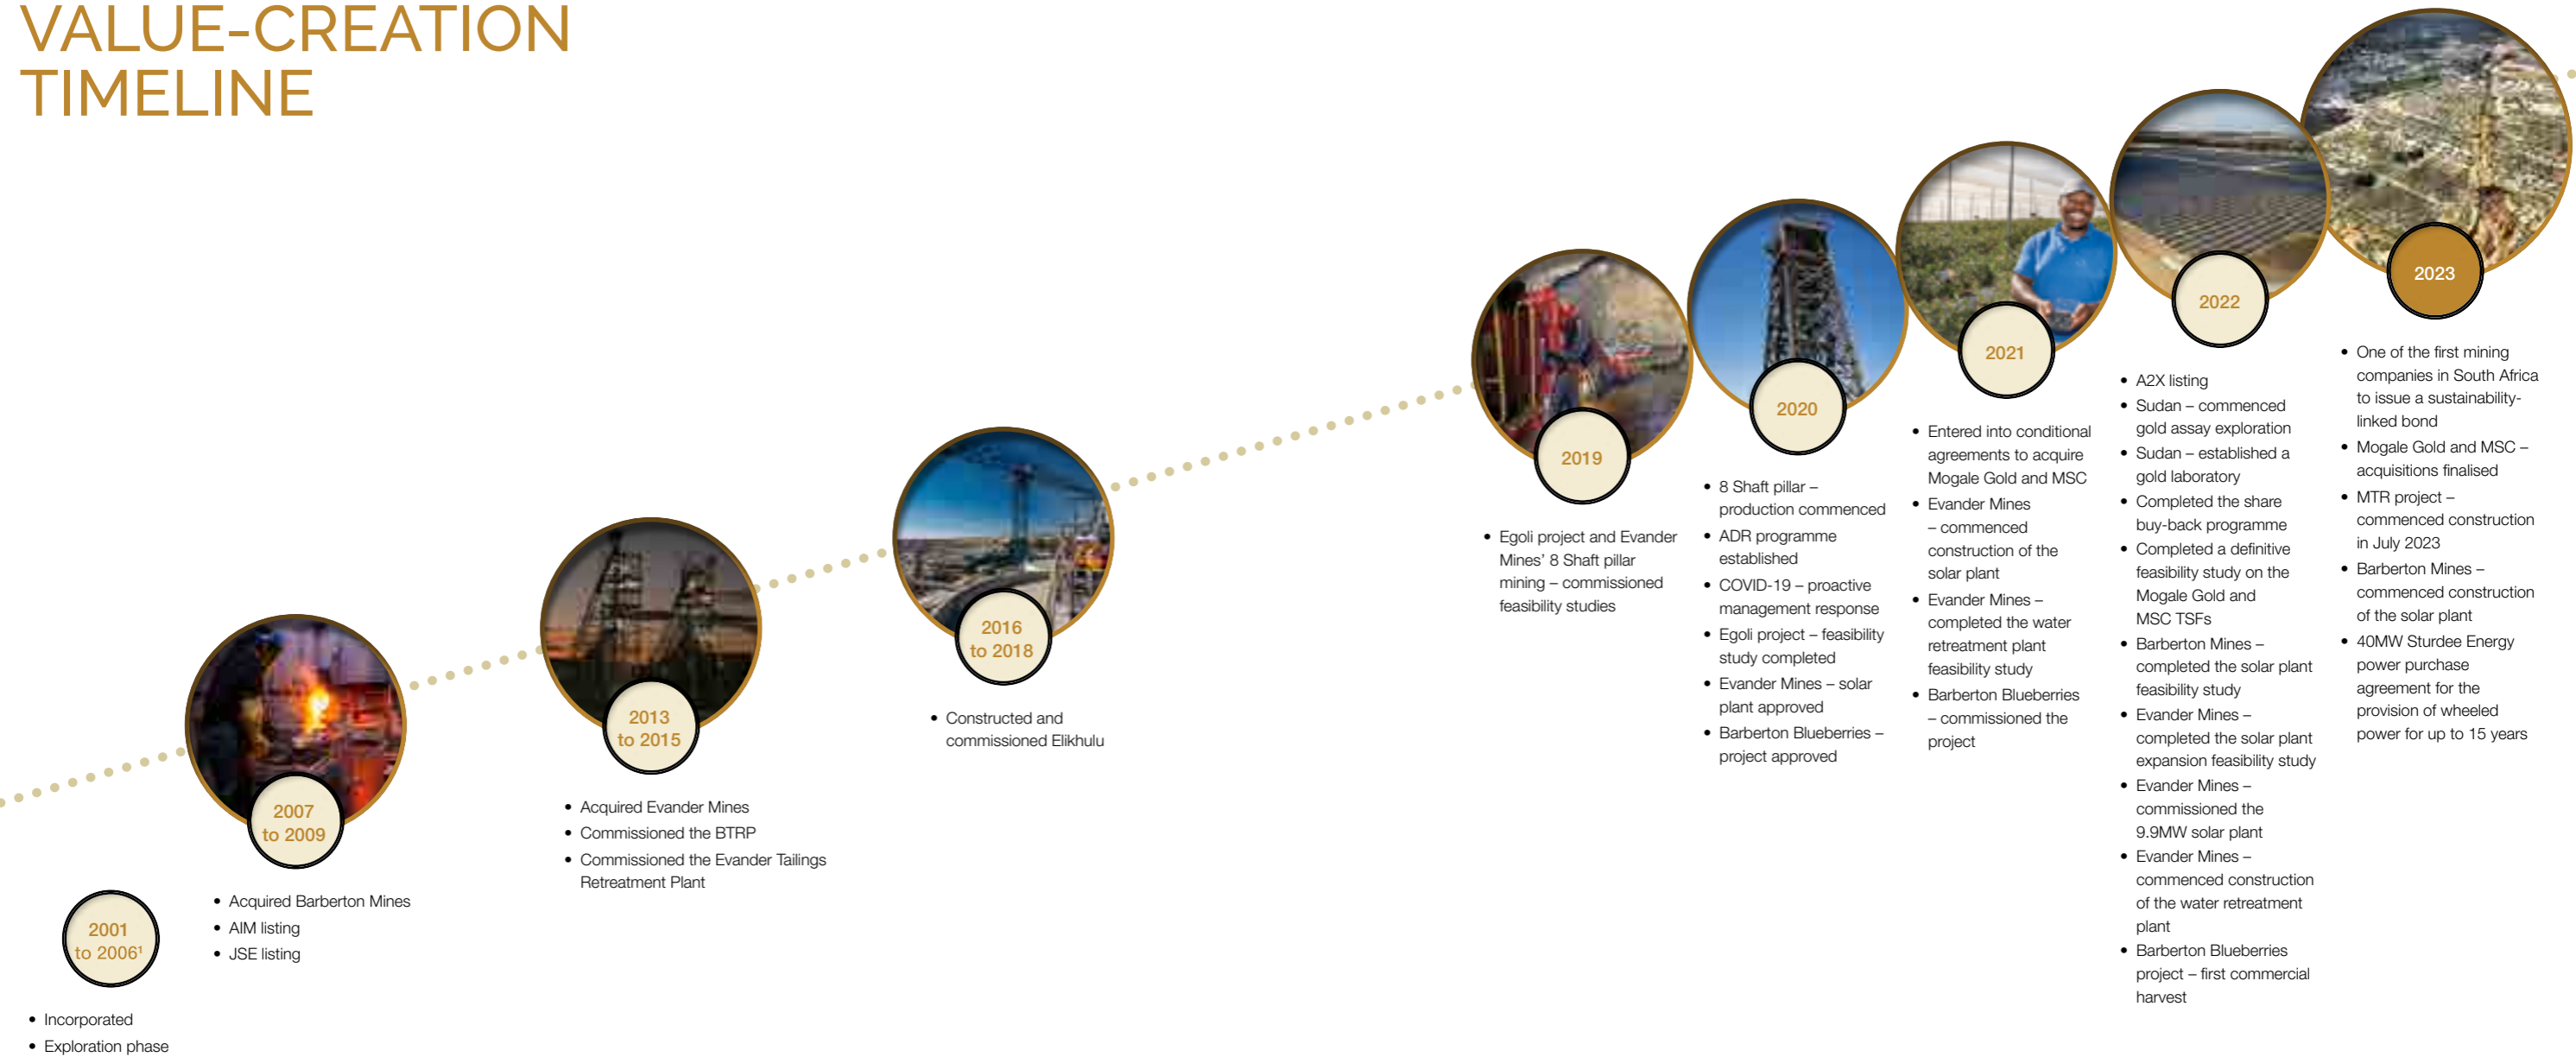 VALUE-CREATION
TIMELINE
2001
to 2006¹
• Incorporated
• Exploration phase
2007
to 2009
• Acquired Barberton Mines
• AIM listing
• JSE listing
2013
to 2015
• Acquired Evander Mines
• Commissioned the BTRP
• Commissioned the Evander Tailings
Retreatment Plant
2016
to 2018
• Constructed and
commissioned Elikhulu
2019
• Egoli project and Evander
Mines' 8 Shaft pillar
mining – commissioned
feasibility studies
2020
• 8 Shaft pillar –
production commenced
• ADR programme
established
• COVID-19 – proactive
management response
• Egoli project – feasibility
study completed
• Evander Mines – solar
plant approved
• Barberton Blueberries –
project approved
2021
• Entered into conditional
agreements to acquire
Mogale Gold and MSC
• Evander Mines
– commenced
construction of the
solar plant
• Evander Mines –
completed the water
retreatment plant
feasibility study
• Barberton Blueberries
– commissioned the
project
2022
• A2X listing
• Sudan – commenced
gold assay exploration
• Sudan – established a
gold laboratory
• Completed the share
buy-back programme
• Completed a definitive
feasibility study on the
Mogale Gold and
MSC TSFs
• Barberton Mines –
completed the solar plant
feasibility study
• Evander Mines –
completed the solar plant
expansion feasibility study
• Evander Mines –
commissioned the
9.9MW solar plant
• Evander Mines –
commenced construction
of the water retreatment
plant
• Barberton Blueberries
project – first commercial
harvest
2023
• One of the first mining
companies in South Africa
to issue a sustainability-
linked bond
• Mogale Gold and MSC –
acquisitions finalised
• MTR project –
commenced construction
in July 2023
• Barberton Mines –
commenced construction
of the solar plant
• 40MW Sturdee Energy
power purchase
agreement for the
provision of wheeled
power for up to 15 years